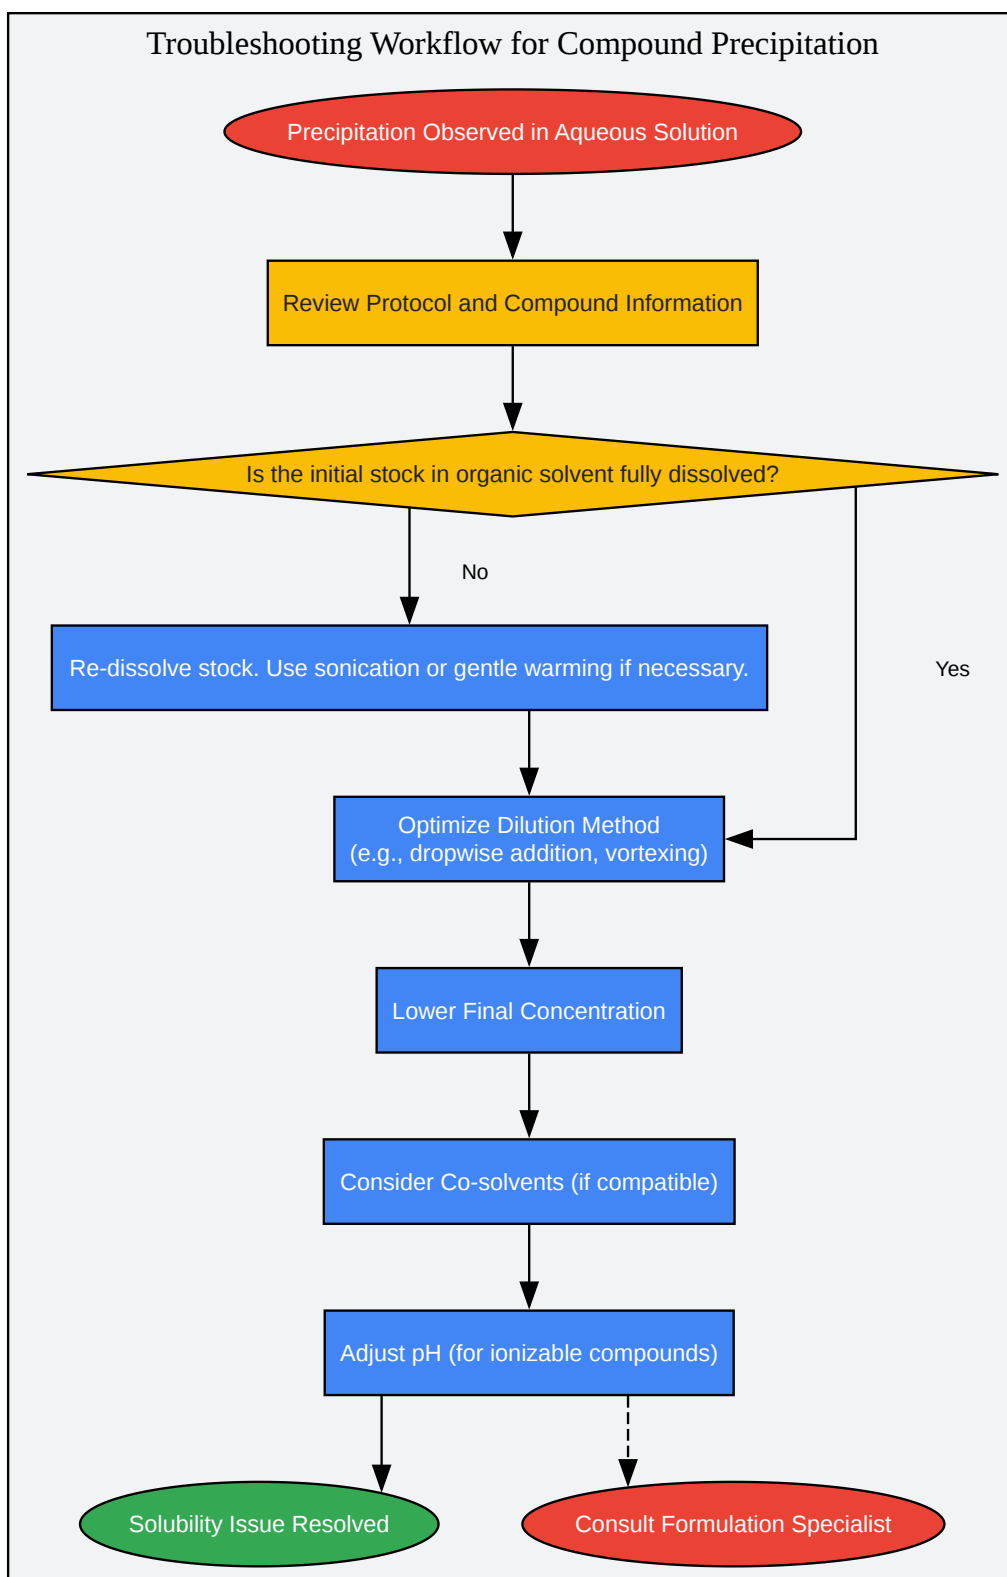 Troubleshooting Workflow for Compound Precipitation
Precipitation Observed in Aqueous Solution
Review Protocol and Compound Information
Is the initial stock in organic solvent fully dissolved?
No
Re-dissolve stock. Use sonication or gentle warming if necessary.
Yes
Optimize Dilution Method
(e.g., dropwise addition, vortexing)
Lower Final Concentration
Consider Co-solvents (if compatible)
Adjust pH (for ionizable compounds)
Solubility Issue Resolved
Consult Formulation Specialist